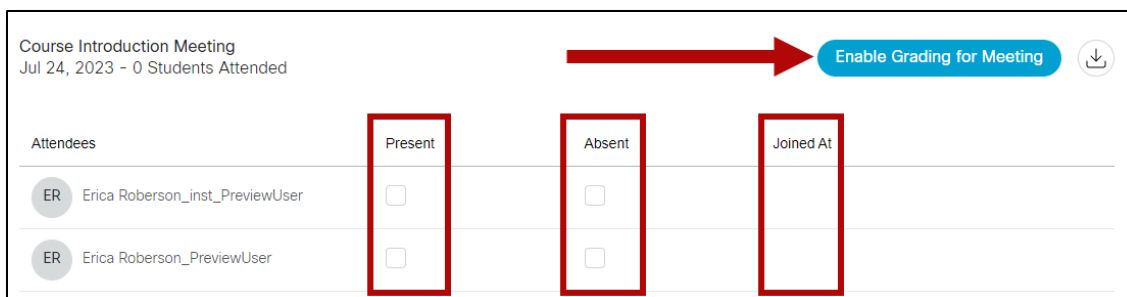 Course Introduction Meeting
Jul 24, 2023 - 0 Students Attended
Enable Grading for Meeting
Attendees Present Absent Joined At
ER Erica Roberson_inst_PreviewUser
ER Erica Roberson_PreviewUser